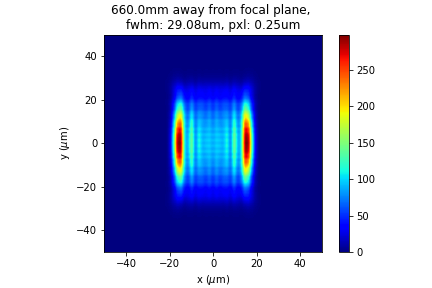 660.0mm away from focal plane,
fwhm: 29.08um, pxl: 0.25um
40
20
0
−20
−40
y (μm)
−40 −20 0 20 40
x (μm)
250
200
150
100
50
0